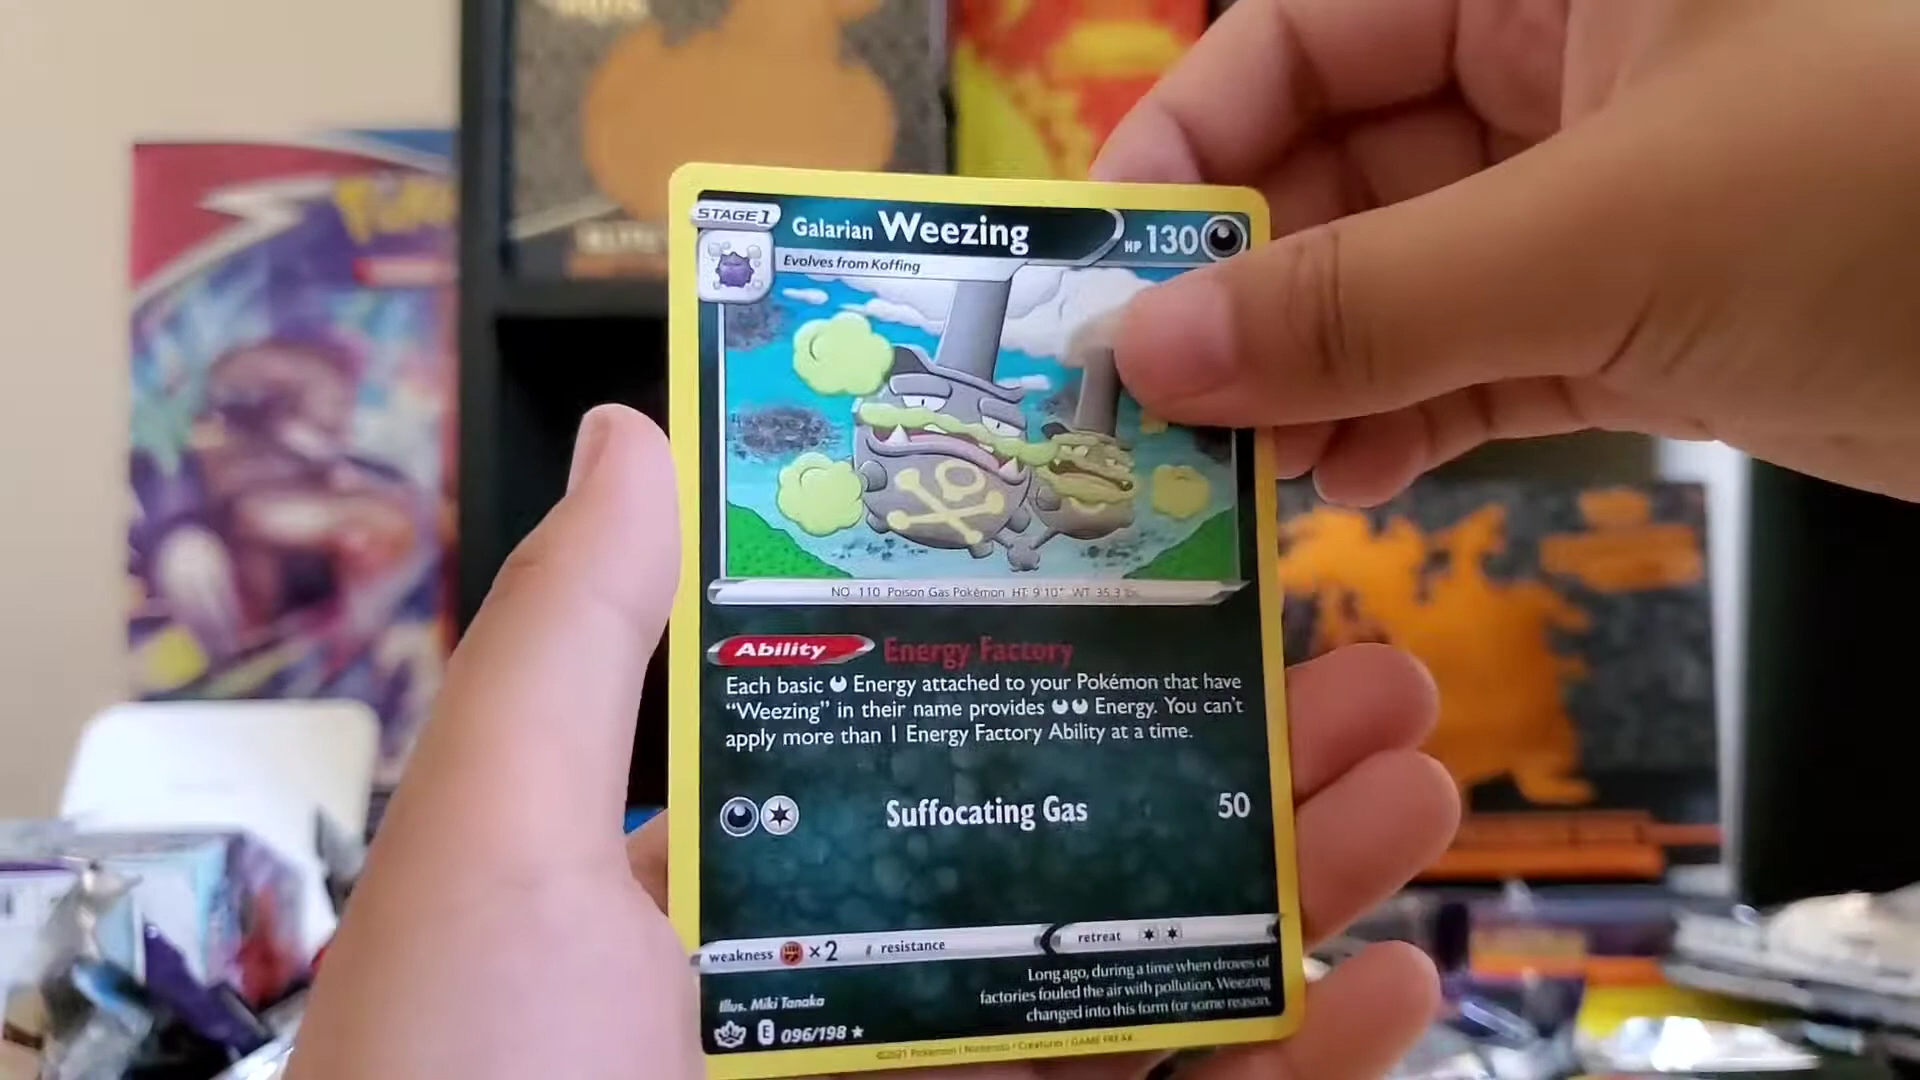 STAGE 1
Galarian Weezing
HP 130
Evolves from Koffing
NO. 110 Poison Gas Pokémon HT: 9'10" WT: 35.3 lbs.
Ability Energy Factory
Each basic Energy attached to your Pokémon that have
"Weezing" in their name provides Energy. You can't
apply more than 1 Energy Factory Ability at a time.
Suffocating Gas 50
weakness ×2 resistance retreat
Long ago, during a time when droves of
factories fouled the air with pollution, Weezing
changed into this form for some reason.
Illus. Miki Tanaka
E 096/198 ★
©2021 Pokémon / Nintendo / Creatures / GAME FREAK